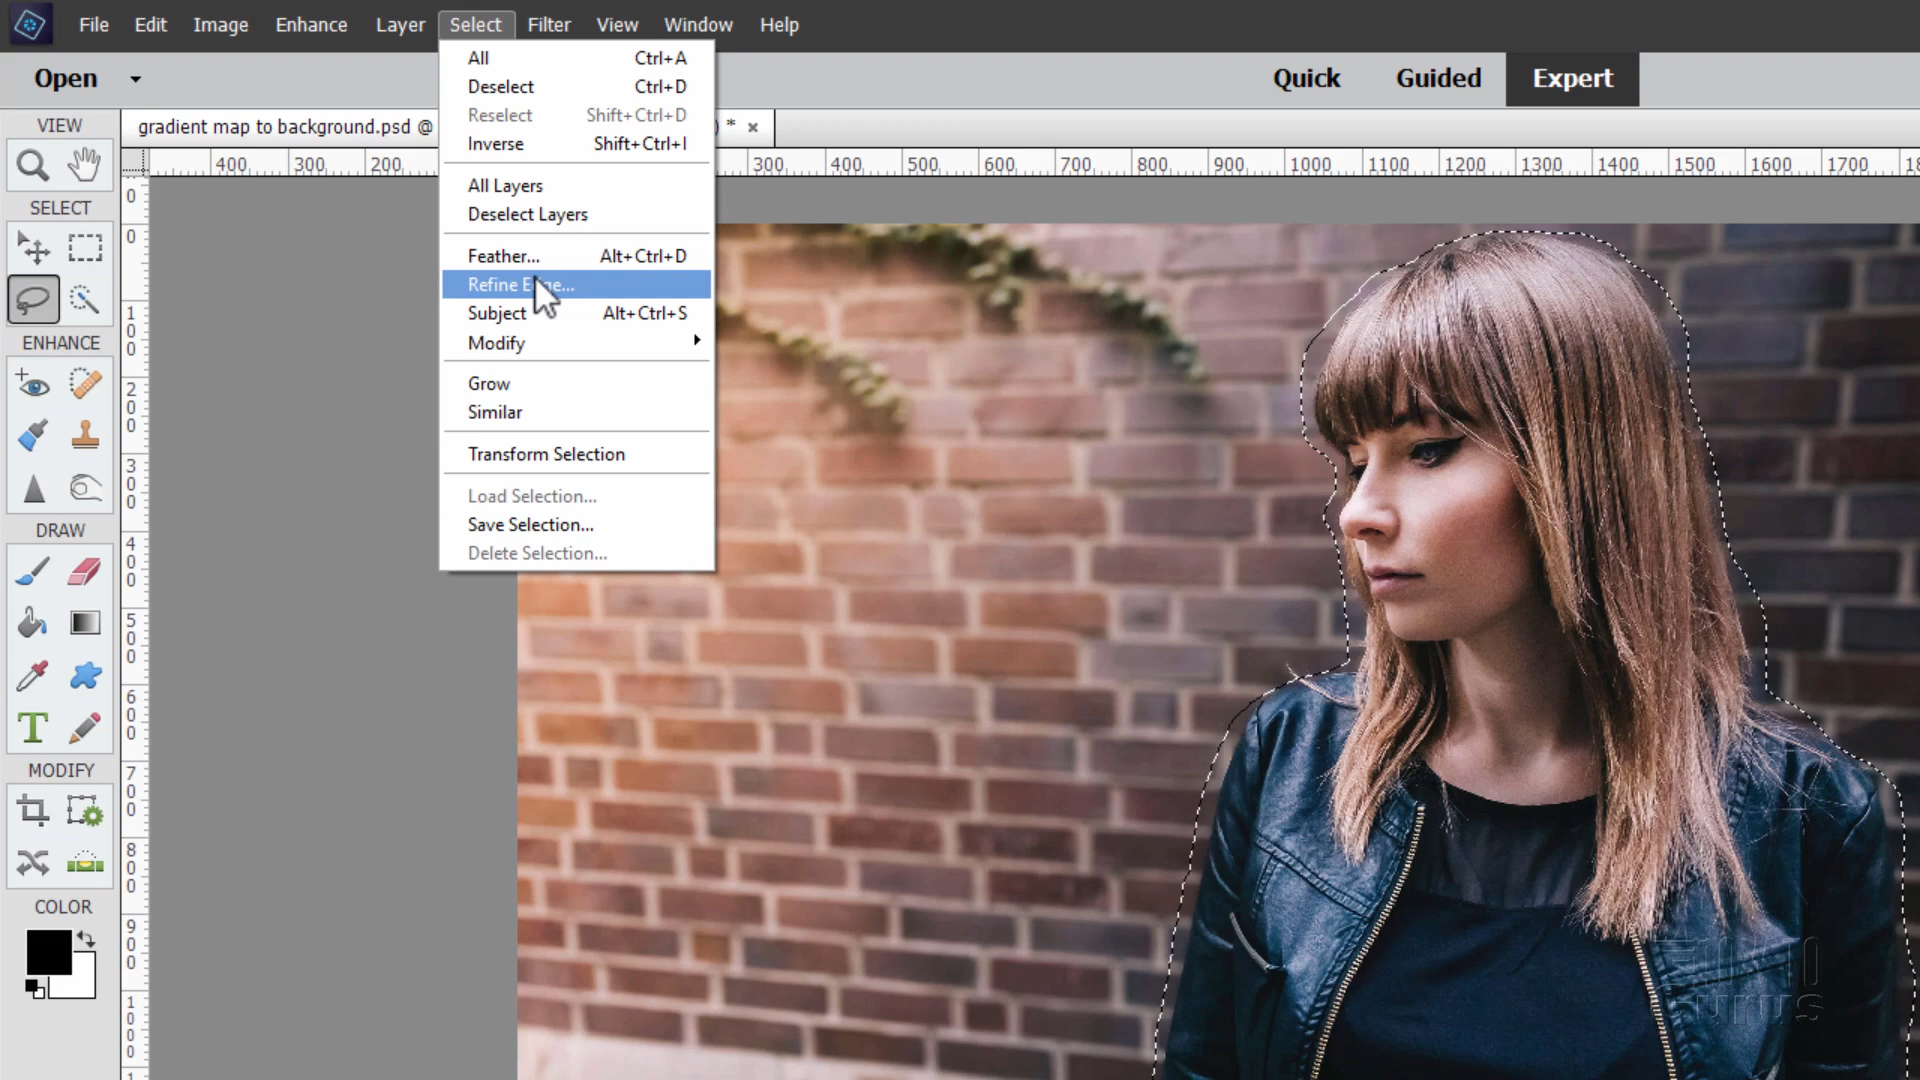 File Edit Image Enhance Layer Select Filter View Window Help
Open
Quick Guided Expert
All Ctrl+A
Deselect Ctrl+D
Reselect Shift+Ctrl+D
Inverse Shift+Ctrl+I
All Layers
Deselect Layers
Feather... Alt+Ctrl+D
Refine Edge...
Subject Alt+Ctrl+S
Modify
Grow
Similar
Transform Selection
Load Selection...
Save Selection...
Delete Selection...
gradient map to background.psd @ ) * ×
400 300 200 300 400 500 600 700 800 900 1000 1100 1200 1300 1400 1500 1600 1700
VIEW
SELECT
ENHANCE
DRAW
T
MODIFY
COLOR
0
0
100
200
300
400
500
600
700
800
900
1000
gurus